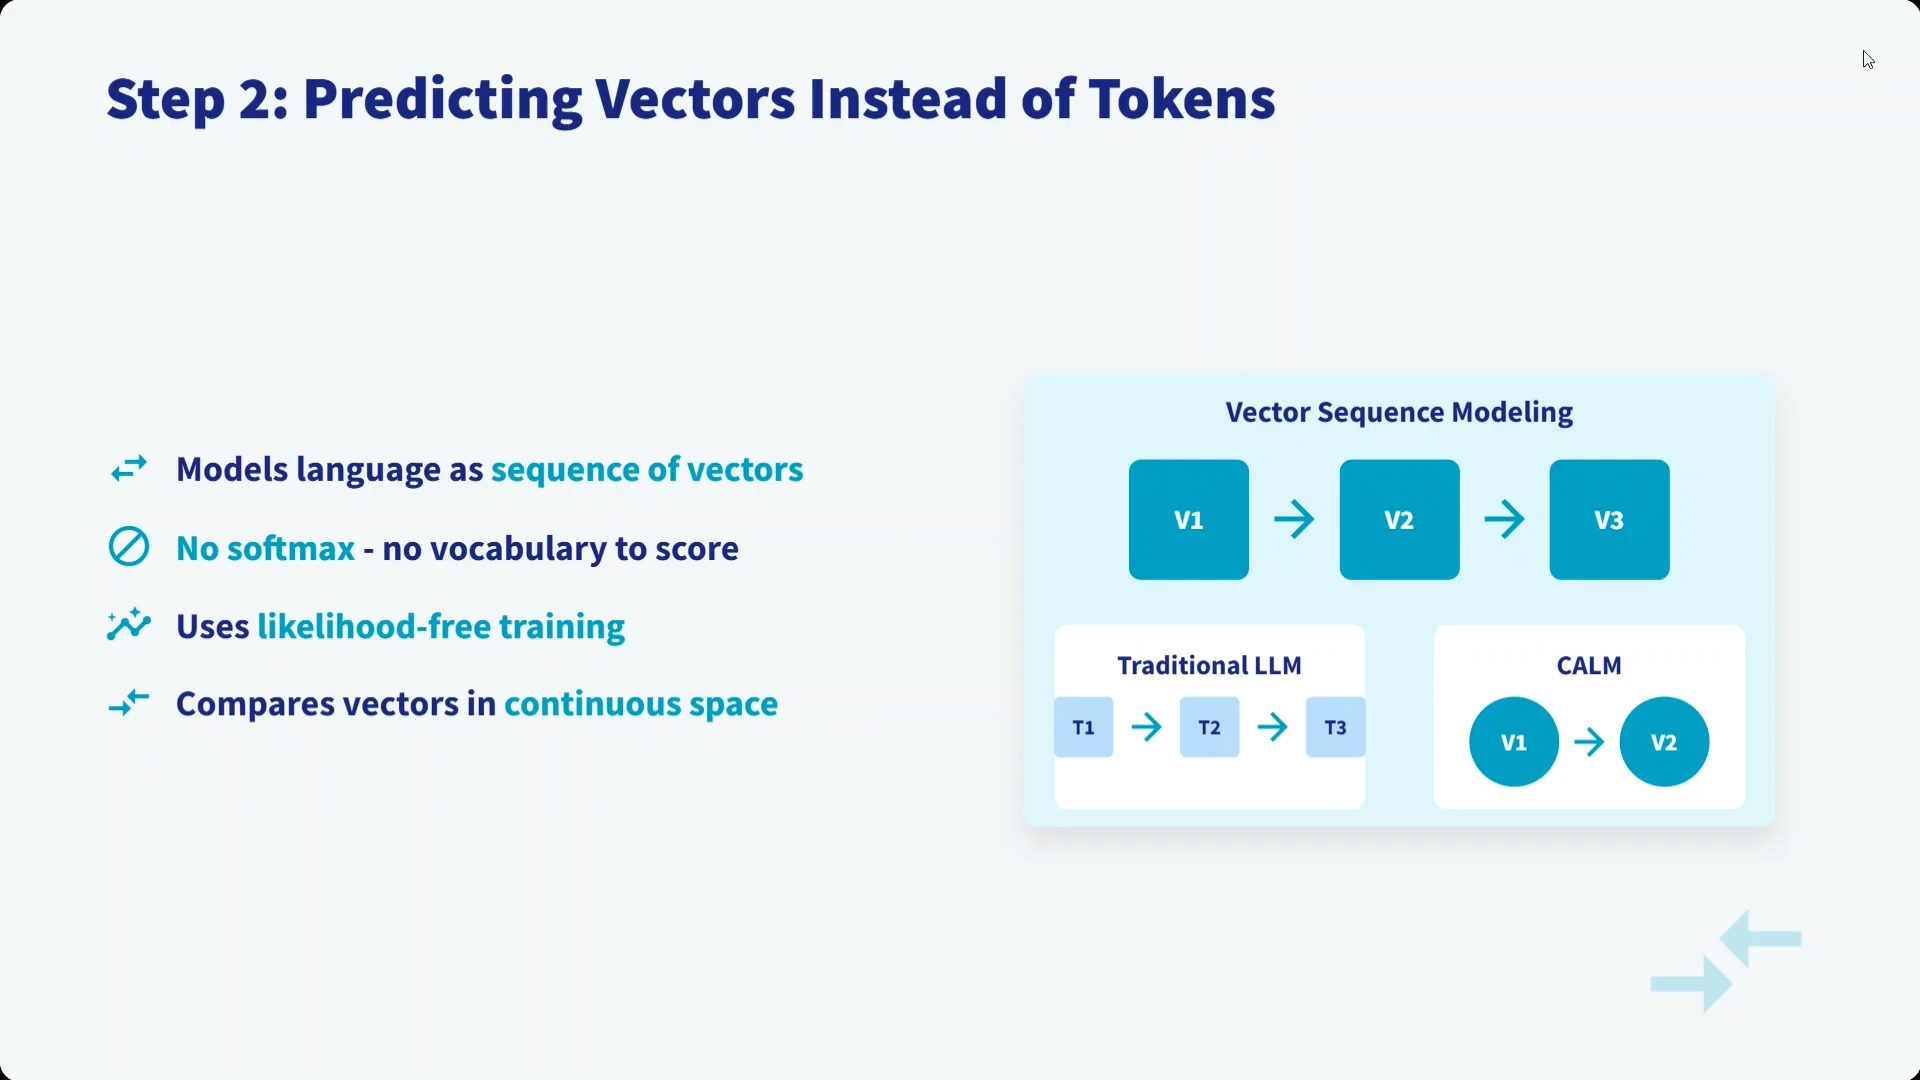 Step 2: Predicting Vectors Instead of Tokens
Models language as sequence of vectors
No softmax - no vocabulary to score
Uses likelihood-free training
Compares vectors in continuous space
Vector Sequence Modeling
V1 V2 V3
Traditional LLM
T1 T2 T3
CALM
V1 V2